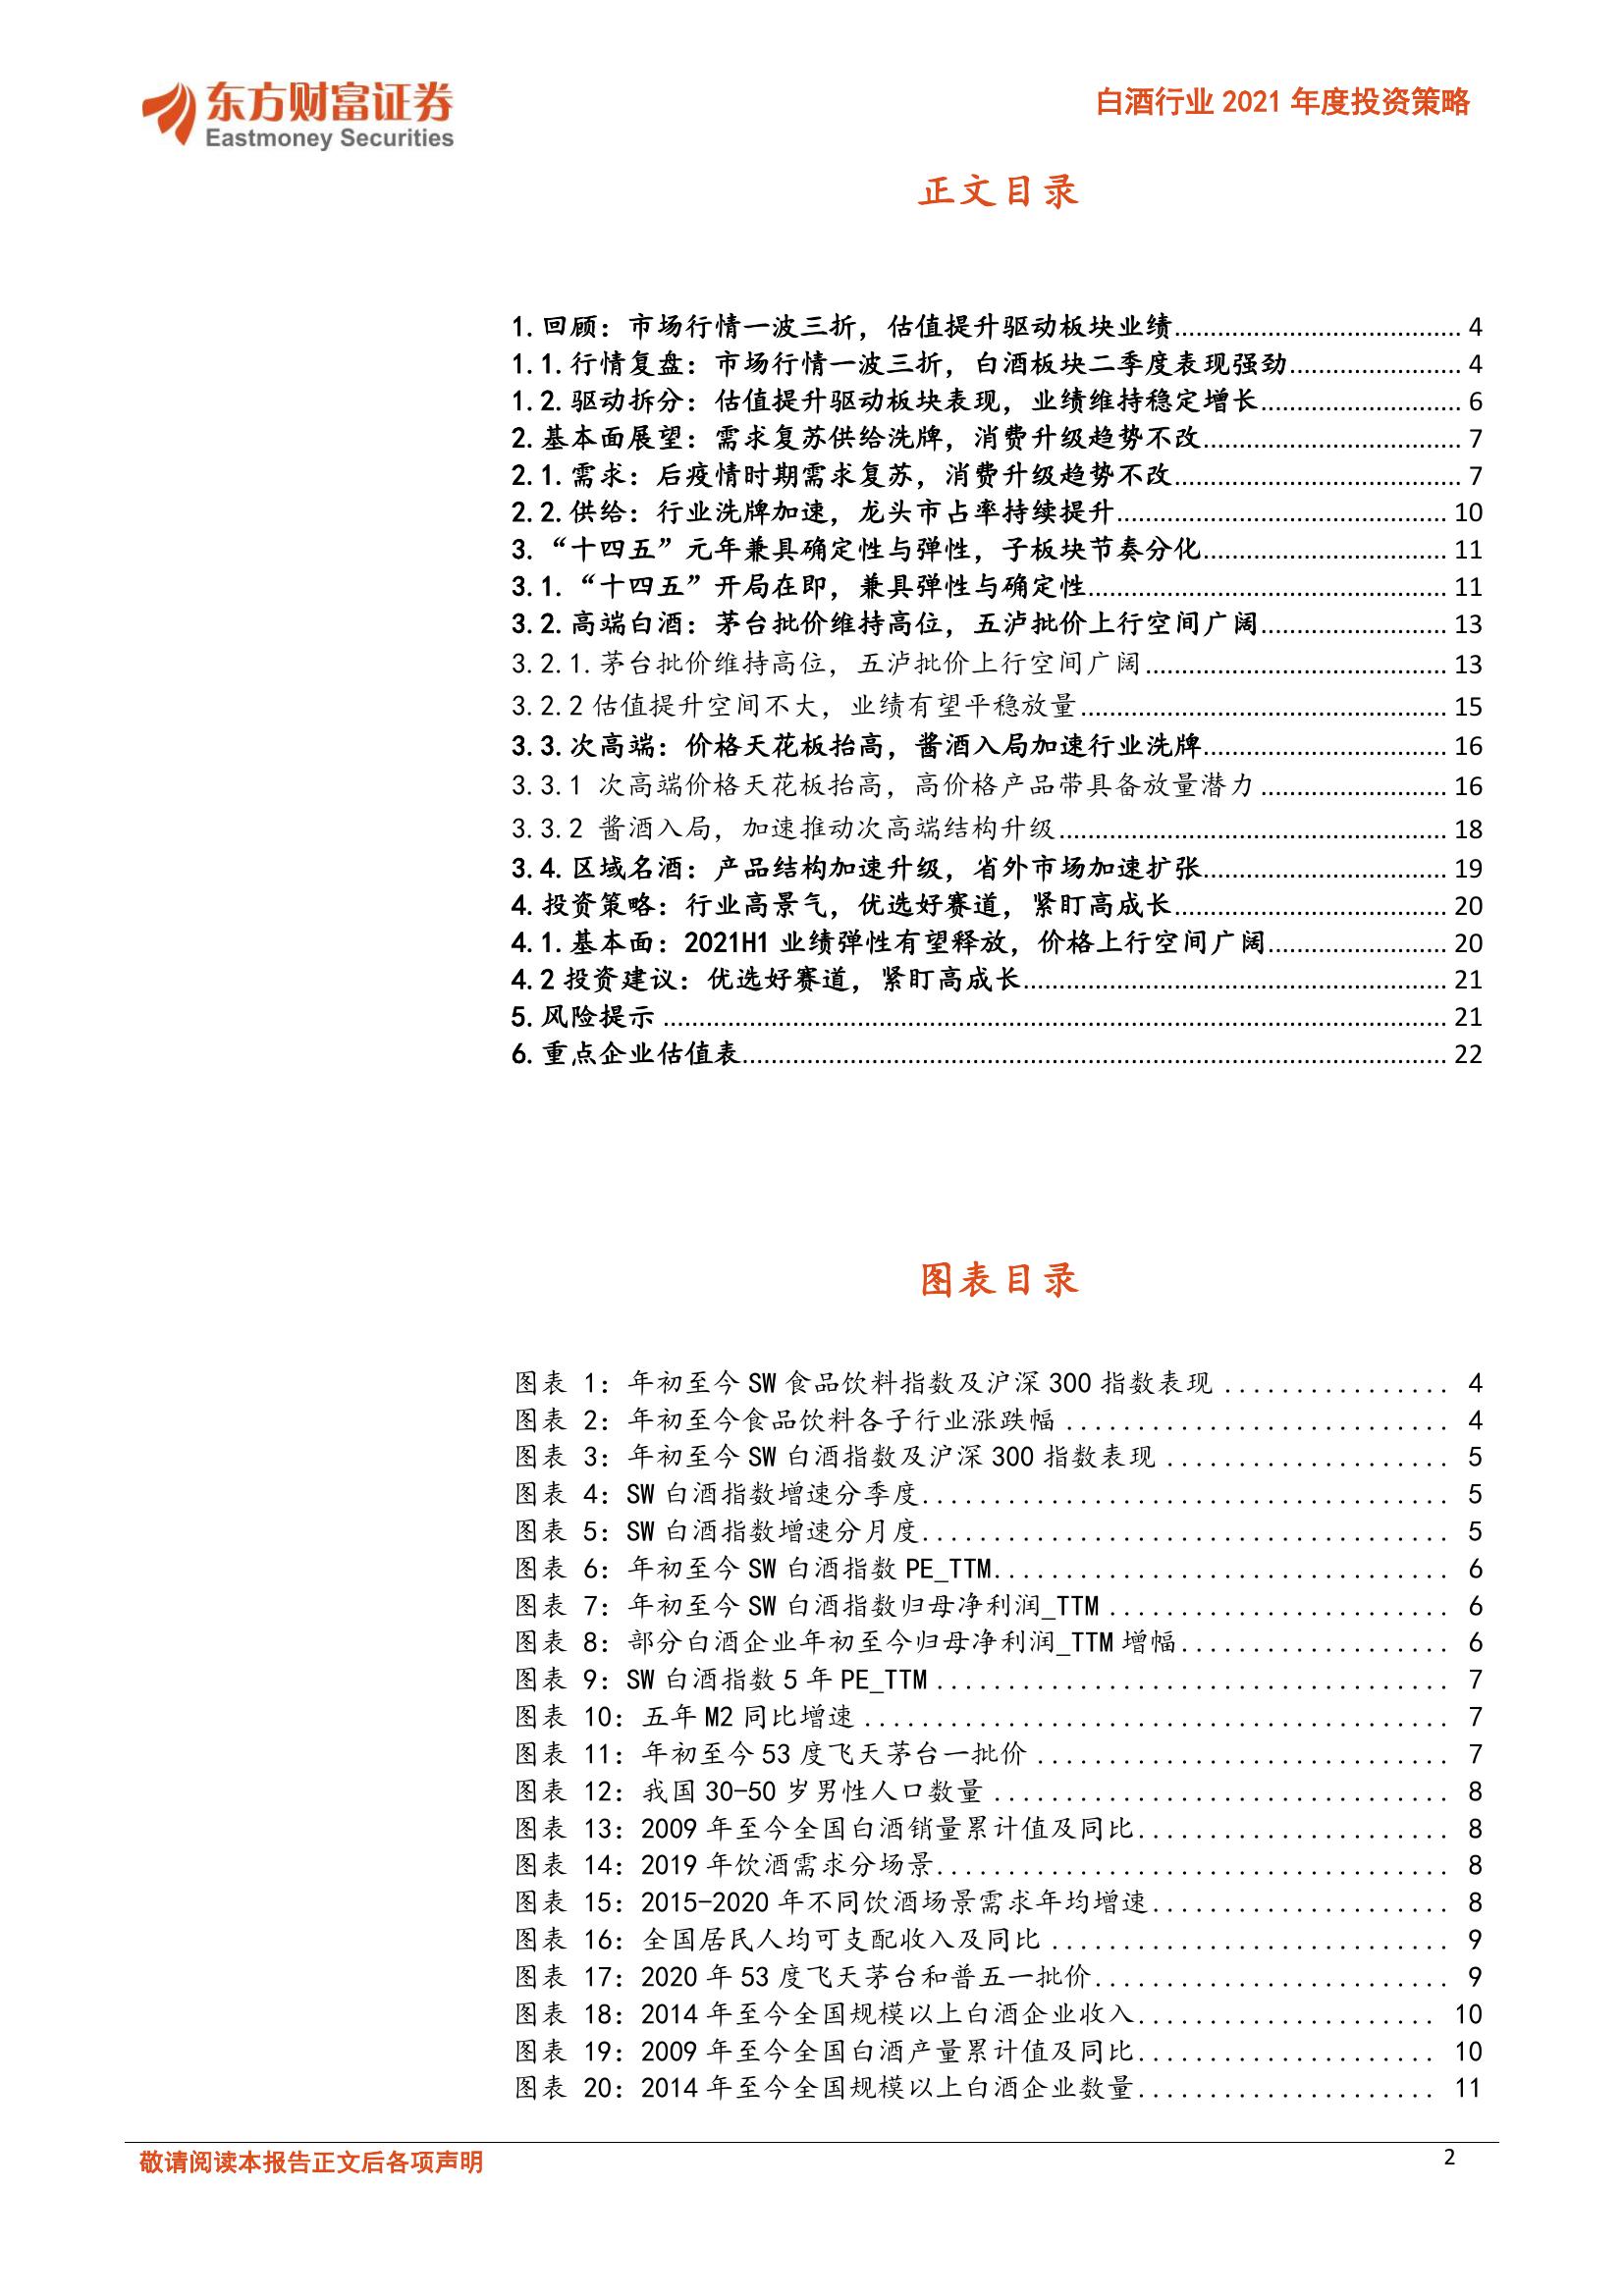 东方财富证券
Eastmoney Securities
白酒行业 2021 年度投资策略
正文目录
1.回顾：市场行情一波三折，估值提升驱动板块业绩 4
1.1.行情复盘：市场行情一波三折，白酒板块二季度表现强劲 4
1.2.驱动拆分：估值提升驱动板块表现，业绩维持稳定增长 6
2.基本面展望：需求复苏供给洗牌，消费升级趋势不改 7
2.1.需求：后疫情时期需求复苏，消费升级趋势不改 7
2.2.供给：行业洗牌加速，龙头市占率持续提升 10
3.“十四五”元年兼具确定性与弹性，子板块节奏分化 11
3.1.“十四五”开局在即，兼具弹性与确定性 11
3.2.高端白酒：茅台批价维持高位，五泸批价上行空间广阔 13
3.2.1.茅台批价维持高位，五泸批价上行空间广阔 13
3.2.2 估值提升空间不大，业绩有望平稳放量 15
3.3.次高端：价格天花板抬高，酱酒入局加速行业洗牌 16
3.3.1 次高端价格天花板抬高，高价格产品带具备放量潜力 16
3.3.2 酱酒入局，加速推动次高端结构升级 18
3.4.区域名酒：产品结构加速升级，省外市场加速扩张 19
4.投资策略：行业高景气，优选好赛道，紧盯高成长 20
4.1.基本面：2021H1 业绩弹性有望释放，价格上行空间广阔 20
4.2 投资建议：优选好赛道，紧盯高成长 21
5.风险提示 21
6.重点企业估值表 22
图表目录
图表 1：年初至今 SW 食品饮料指数及沪深 300 指数表现 4
图表 2：年初至今食品饮料各子行业涨跌幅 4
图表 3：年初至今 SW 白酒指数及沪深 300 指数表现 5
图表 4：SW 白酒指数增速分季度 5
图表 5：SW 白酒指数增速分月度 5
图表 6：年初至今 SW 白酒指数 PE_TTM 6
图表 7：年初至今 SW 白酒指数归母净利润_TTM 6
图表 8：部分白酒企业年初至今归母净利润_TTM 增幅 6
图表 9：SW 白酒指数 5 年 PE_TTM 7
图表 10：五年 M2 同比增速 7
图表 11：年初至今 53 度飞天茅台一批价 7
图表 12：我国 30-50 岁男性人口数量 8
图表 13：2009 年至今全国白酒销量累计值及同比 8
图表 14：2019 年饮酒需求分场景 8
图表 15：2015-2020 年不同饮酒场景需求年均增速 8
图表 16：全国居民人均可支配收入及同比 9
图表 17：2020 年 53 度飞天茅台和普五一批价 9
图表 18：2014 年至今全国规模以上白酒企业收入 10
图表 19：2009 年至今全国白酒产量累计值及同比 10
图表 20：2014 年至今全国规模以上白酒企业数量 11
敬请阅读本报告正文后各项声明
2